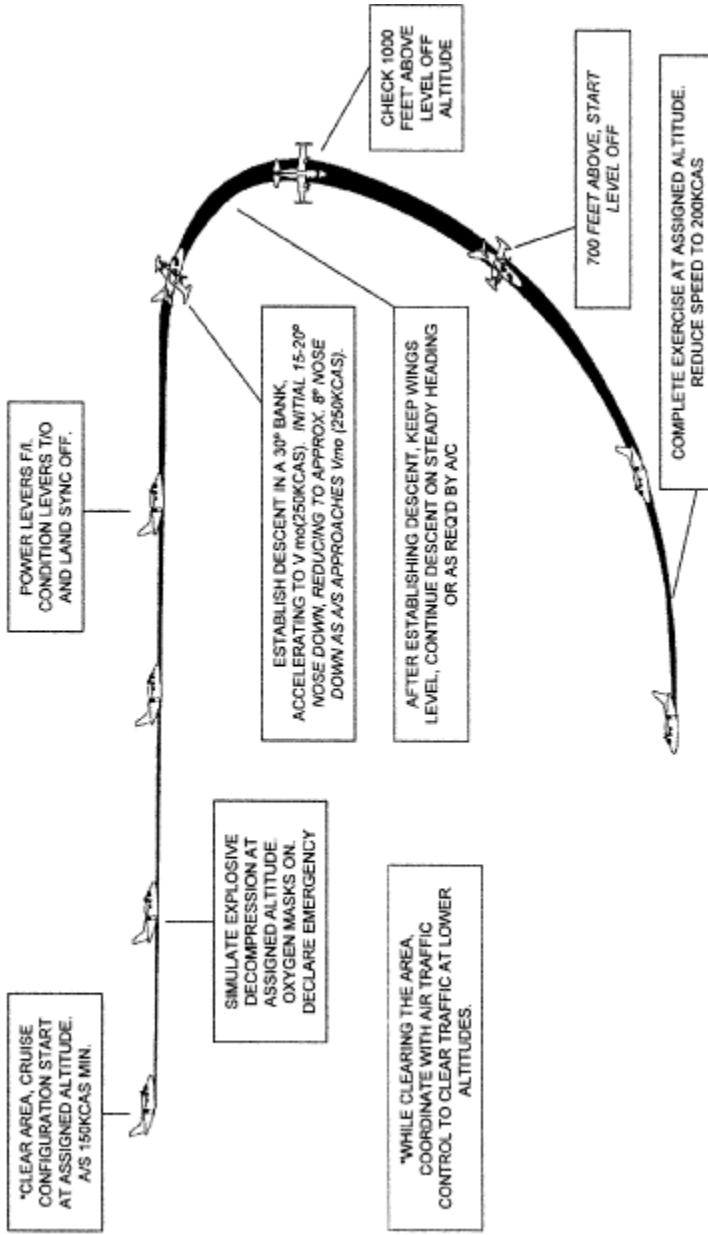 *CLEAR AREA, CRUISE
CONFIGURATION START
AT ASSIGNED ALTITUDE.
A/S 150KCAS MIN.
SIMULATE EXPLOSIVE
DECOMPRESSION AT
ASSIGNED ALTITUDE.
OXYGEN MASKS ON.
DECLARE EMERGENCY
POWER LEVERS F/I.
CONDITION LEVERS T/O
AND LAND SYNC OFF.
ESTABLISH DESCENT IN A 30º BANK,
ACCELERATING TO V mo(250KCAS). INITIAL 15-20º
NOSE DOWN, REDUCING TO APPROX. 8º NOSE
DOWN AS A/S APPROACHES Vmo (250KCAS).
AFTER ESTABLISHING DESCENT, KEEP WINGS
LEVEL, CONTINUE DESCENT ON STEADY HEADING
OR AS REQ'D BY A/C
CHECK 1000
FEET' ABOVE
LEVEL OFF
ALTITUDE
700 FEET ABOVE, START
LEVEL OFF
COMPLETE EXERCISE AT ASSIGNED ALTITUDE.
REDUCE SPEED TO 200KCAS
*WHILE CLEARING THE AREA,
COORDINATE WITH AIR TRAFFIC
CONTROL TO CLEAR TRAFFIC AT LOWER
ALTITUDES.